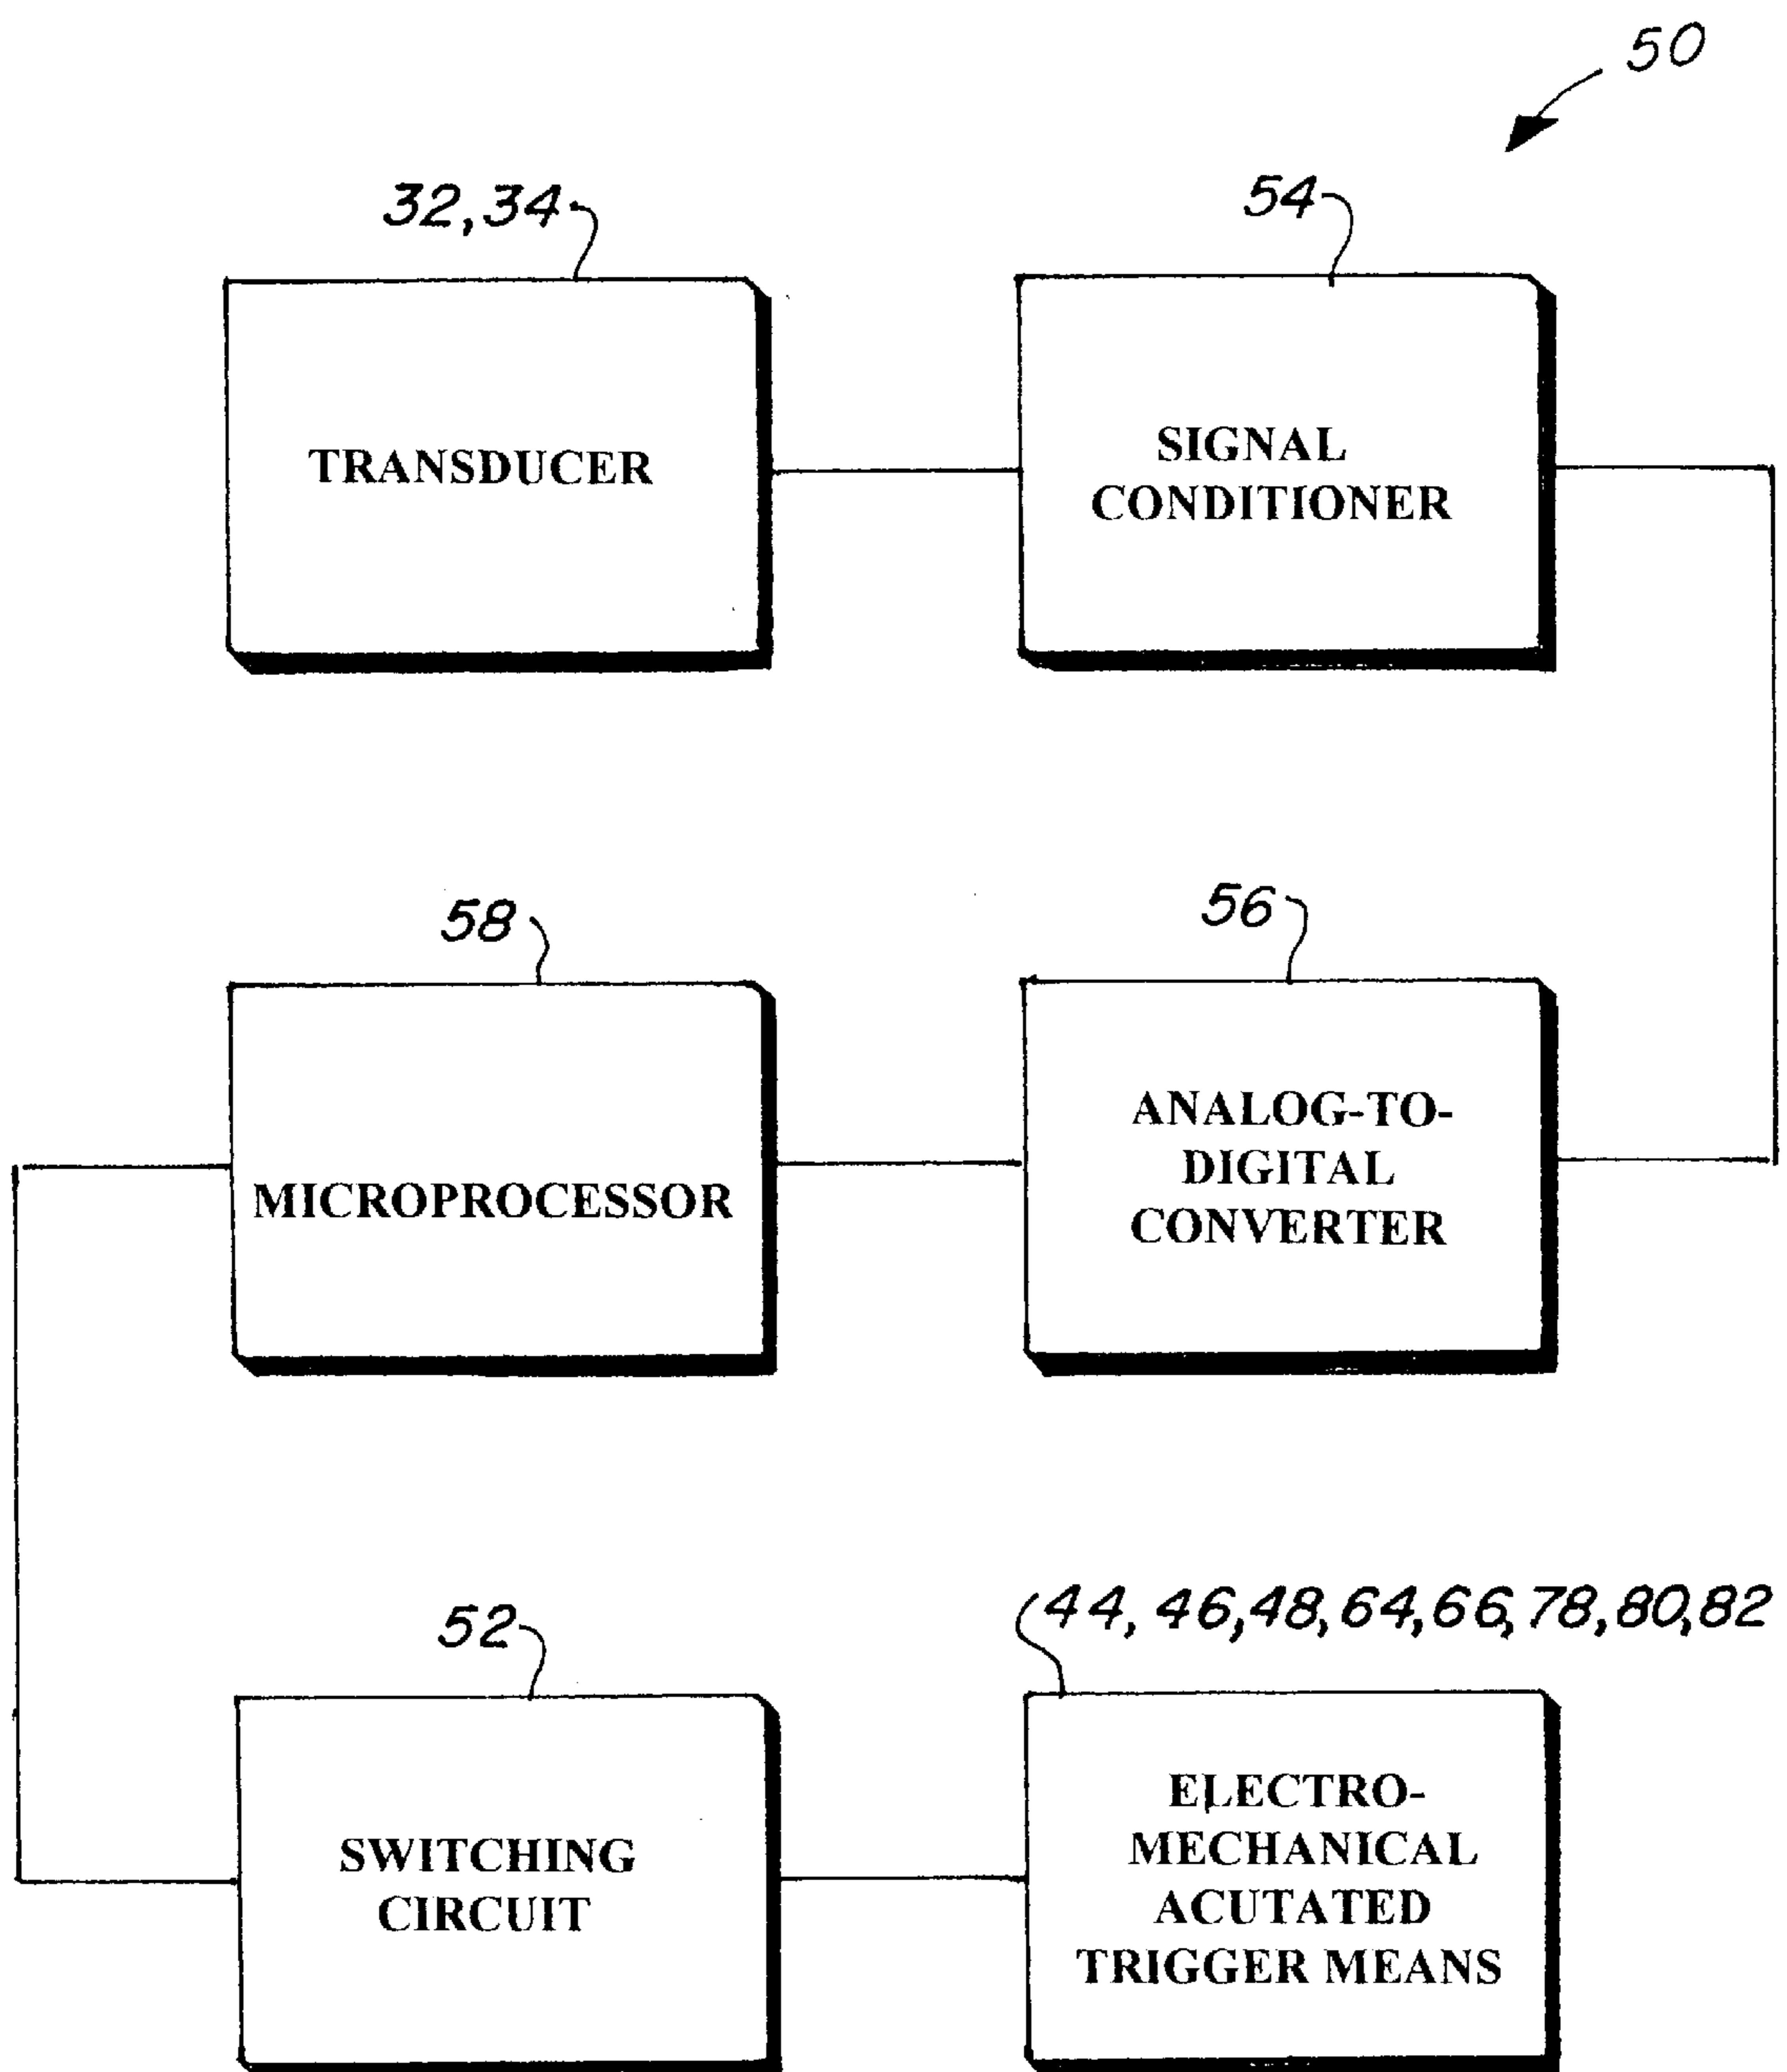 50
32,34
54
TRANSDUCER
SIGNAL
CONDITIONER
58
56
MICROPROCESSOR
ANALOG-TO-
DIGITAL
CONVERTER
52
44, 46,48,64,66,78,80,82
SWITCHING
CIRCUIT
ELECTRO-
MECHANICAL
ACUTATED
TRIGGER MEANS